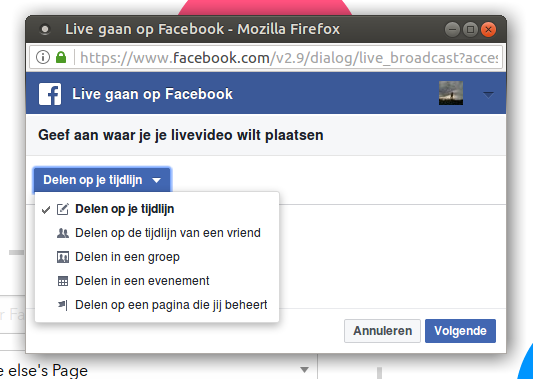 Live gaan op Facebook - Mozilla Firefox
https://www.facebook.com/v2.9/dialog/live_broadcast?acces
Live gaan op Facebook
Geef aan waar je je livevideo wilt plaatsen
Delen op je tijdlijn
Delen op je tijdlijn
Delen op de tijdlijn van een vriend
Delen in een groep
Delen in een evenement
Delen op een pagina die jij beheert
Annuleren Volgende
e else's Page